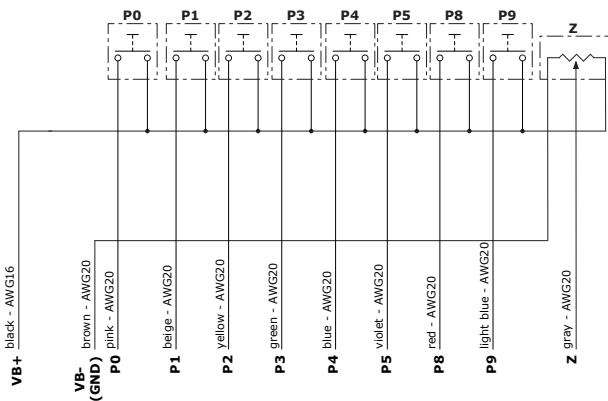 P0
P1
P2
P3
P4
P5
P8
P9
Z
black - AWG16
brown - AWG20
pink - AWG20
beige - AWG20
yellow - AWG20
green - AWG20
blue - AWG20
violet - AWG20
red - AWG20
light blue - AWG20
gray - AWG20
VB+
VB-
(GND)
P0
P1
P2
P3
P4
P5
P8
P9
Z